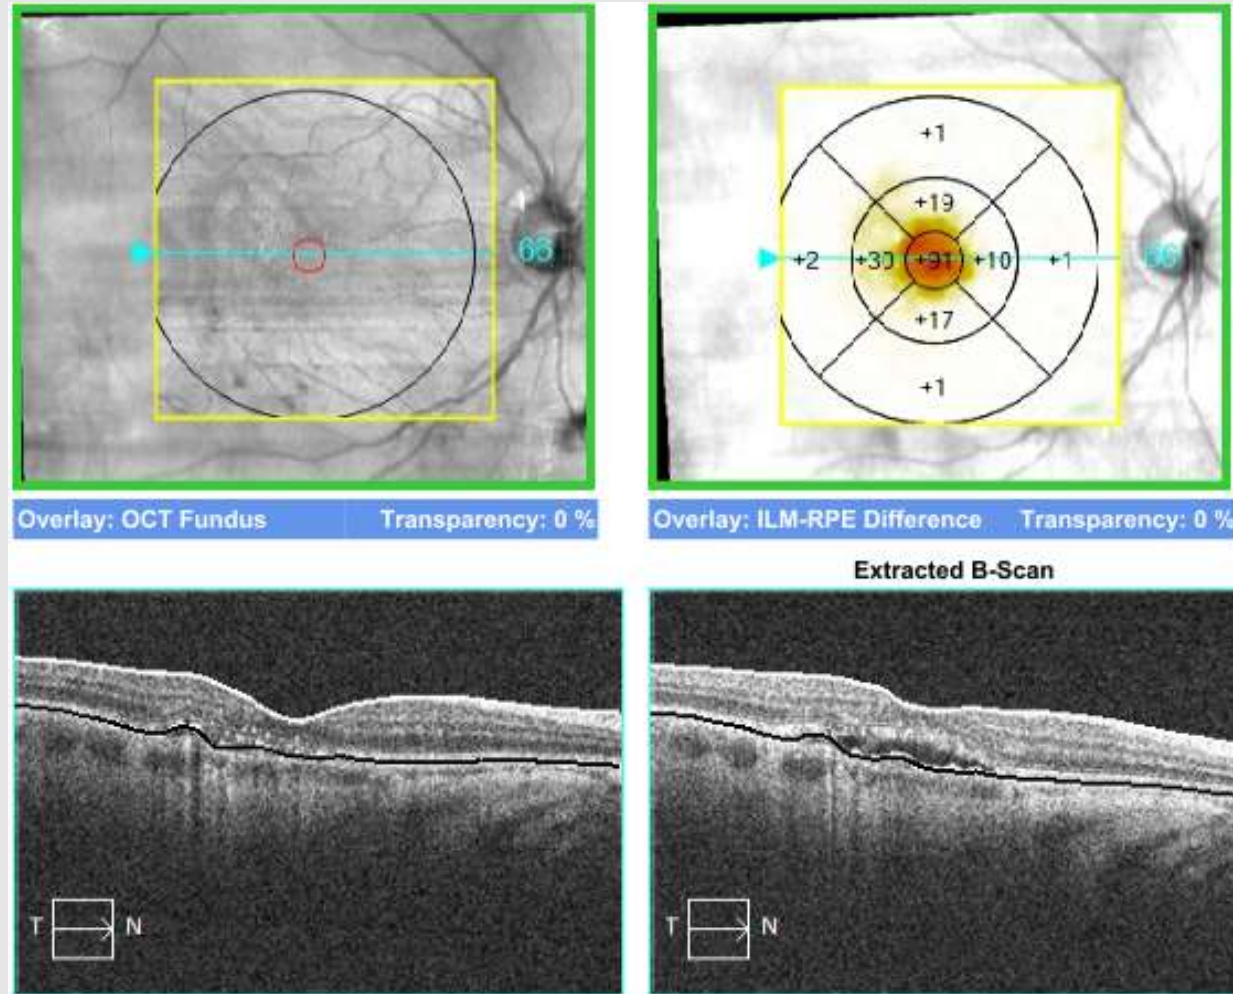 66
+1
+19
+2 +30 +91 +10 +1 66
+17
+1
Overlay: OCT Fundus Transparency: 0 %
Overlay: ILM-RPE Difference Transparency: 0 %
Extracted B-Scan
T N
T N